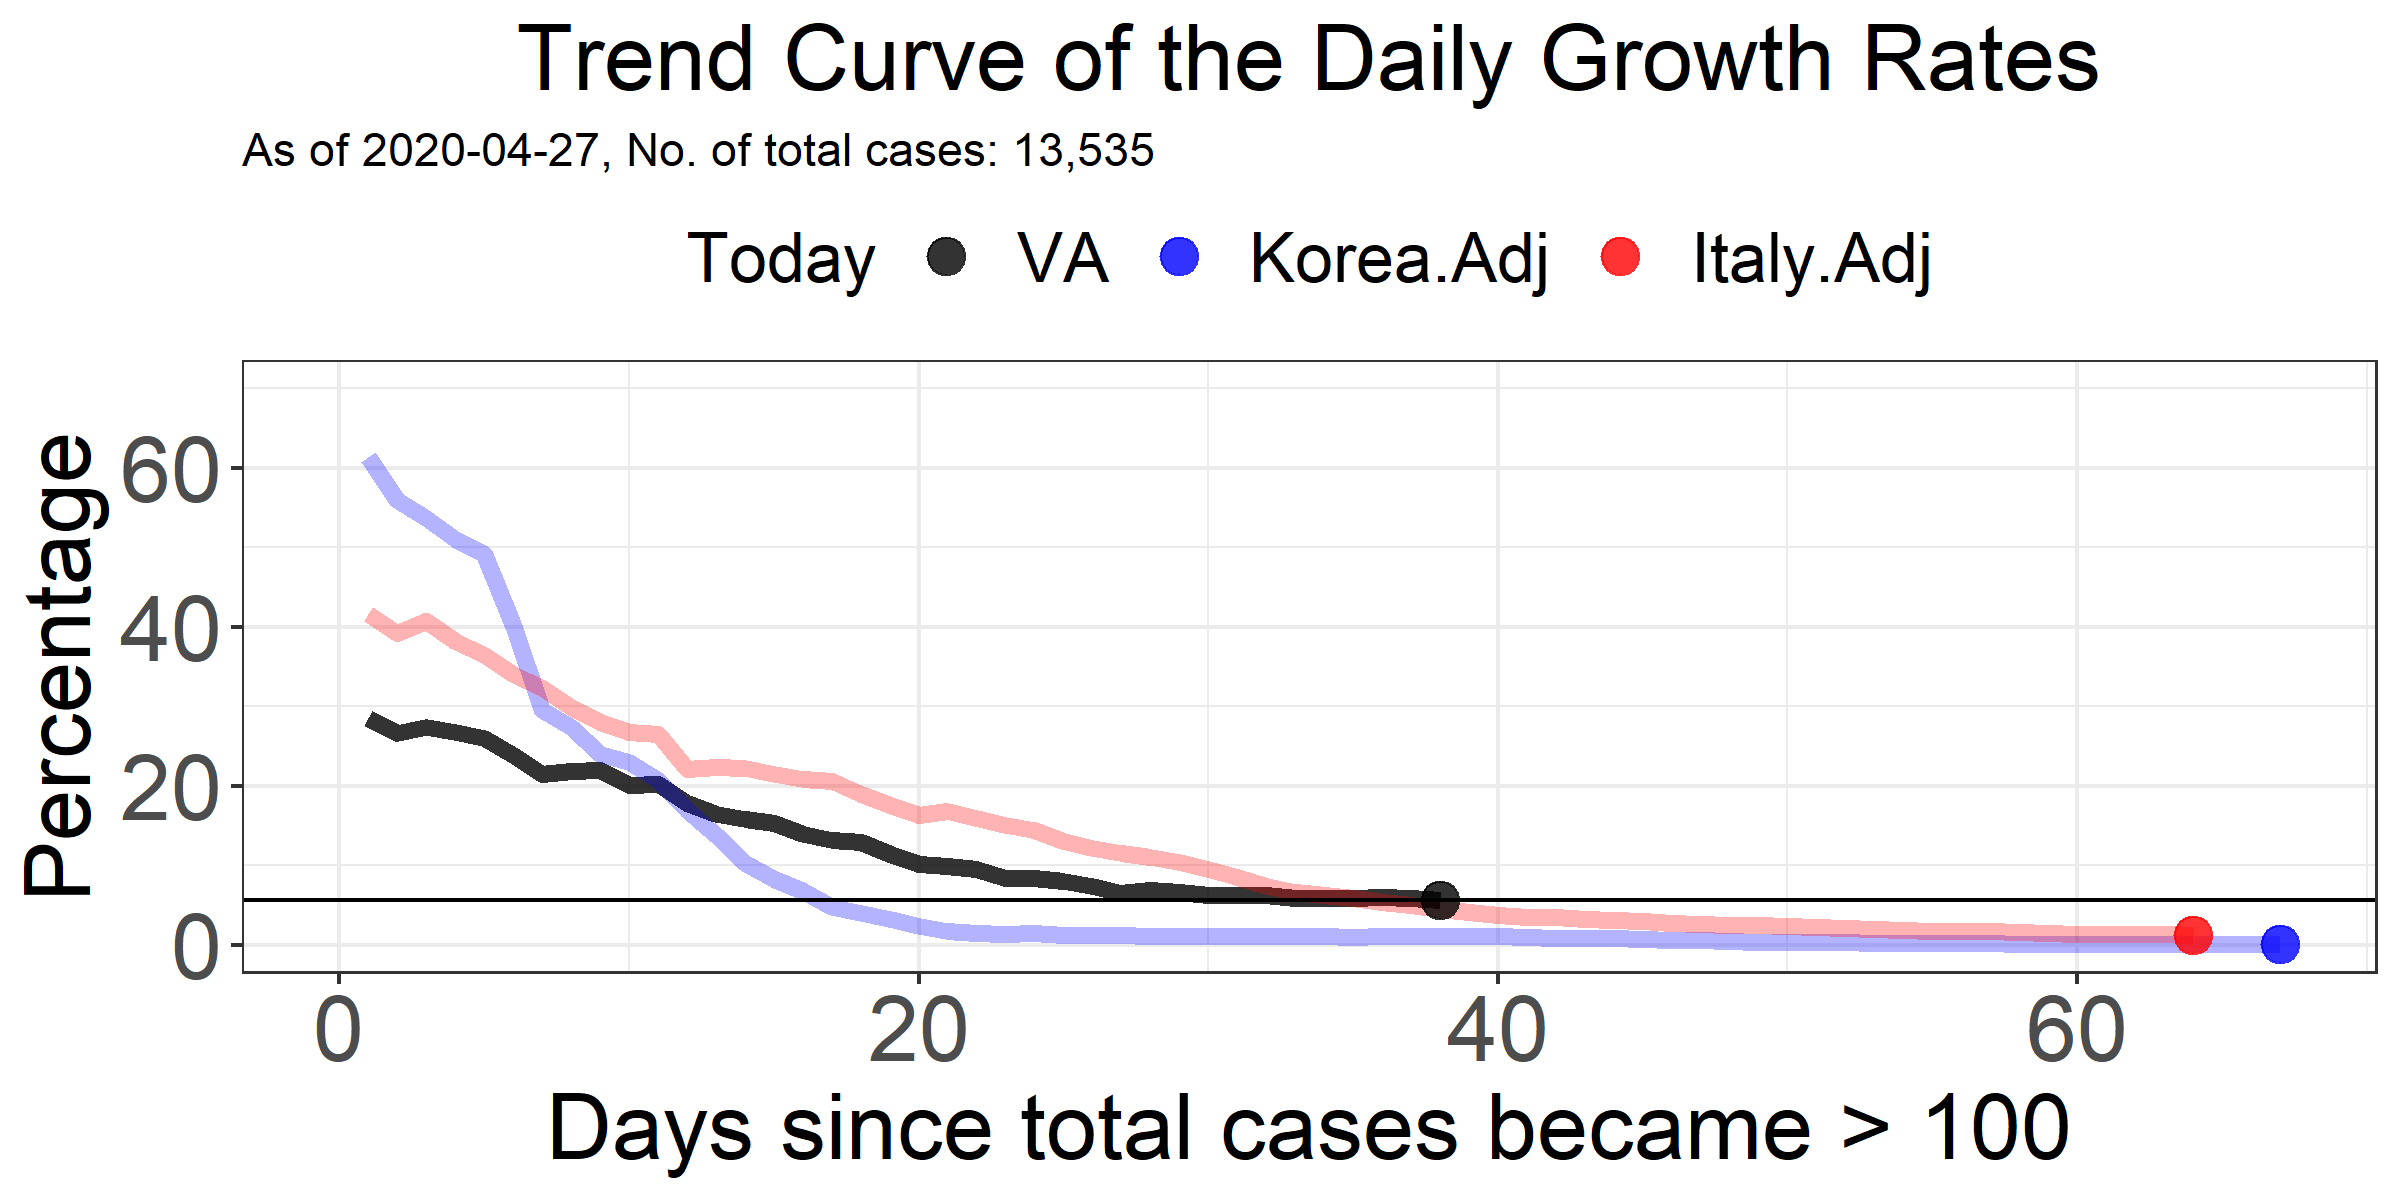 Trend Curve of the Daily Growth Rates
As of 2020-04-27, No. of total cases: 13,535
Today VA Korea.Adj Italy.Adj
Percentage
60
40
20
0
0 20 40 60
Days since total cases became > 100